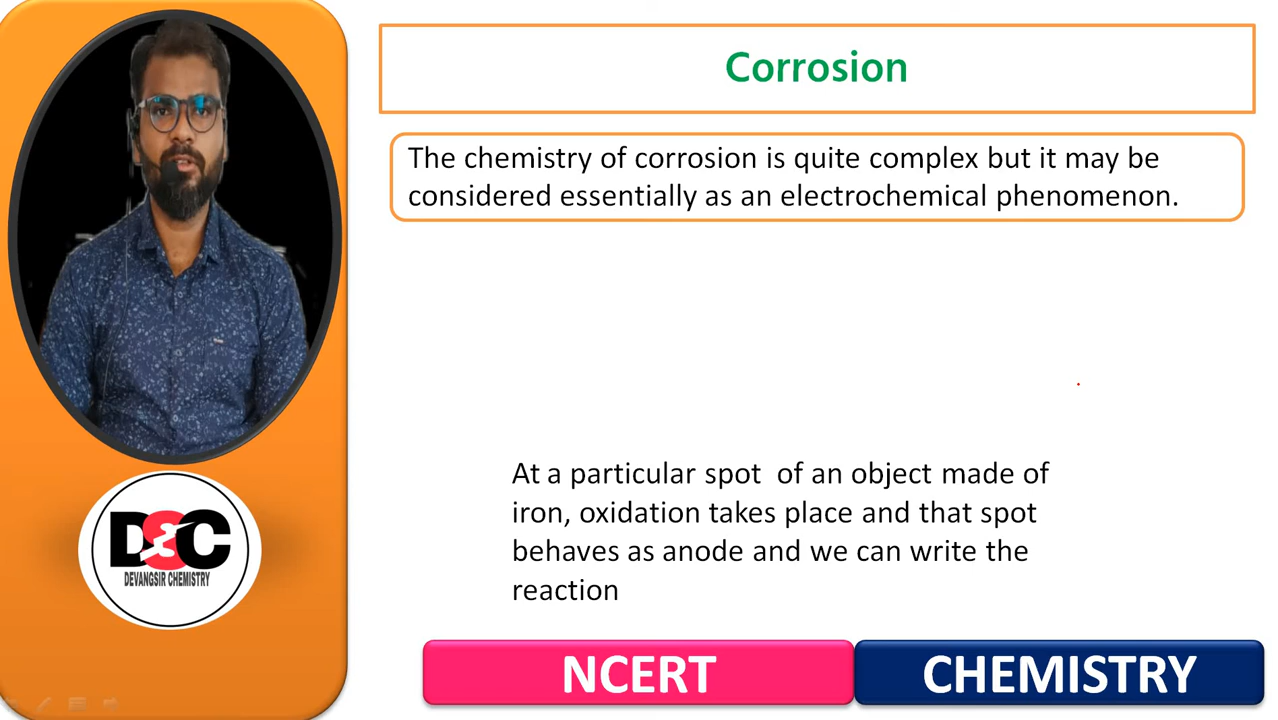 Corrosion
The chemistry of corrosion is quite complex but it may be
considered essentially as an electrochemical phenomenon.
At a particular spot of an object made of
iron, oxidation takes place and that spot
behaves as anode and we can write the
reaction
DSC
DEVANGSIR CHEMISTRY
NCERT
CHEMISTRY